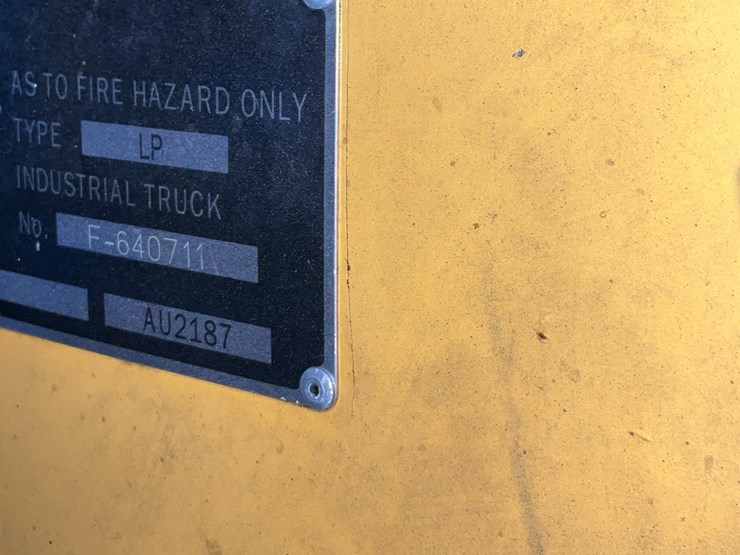 AS TO FIRE HAZARD ONLY
TYPE LP
INDUSTRIAL TRUCK
No. F-640711
AU2187